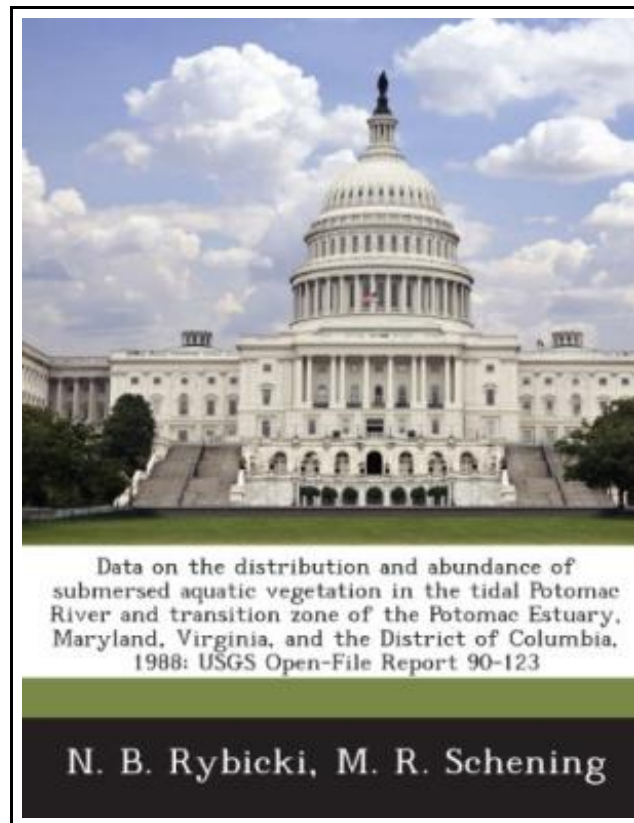 Data on the distribution and abundance of
submersed aquatic vegetation in the tidal Potomac
River and transition zone of the Potomac Estuary,
Maryland, Virginia, and the District of Columbia,
1988: USGS Open-File Report 90-123
N. B. Rybicki, M. R. Schening